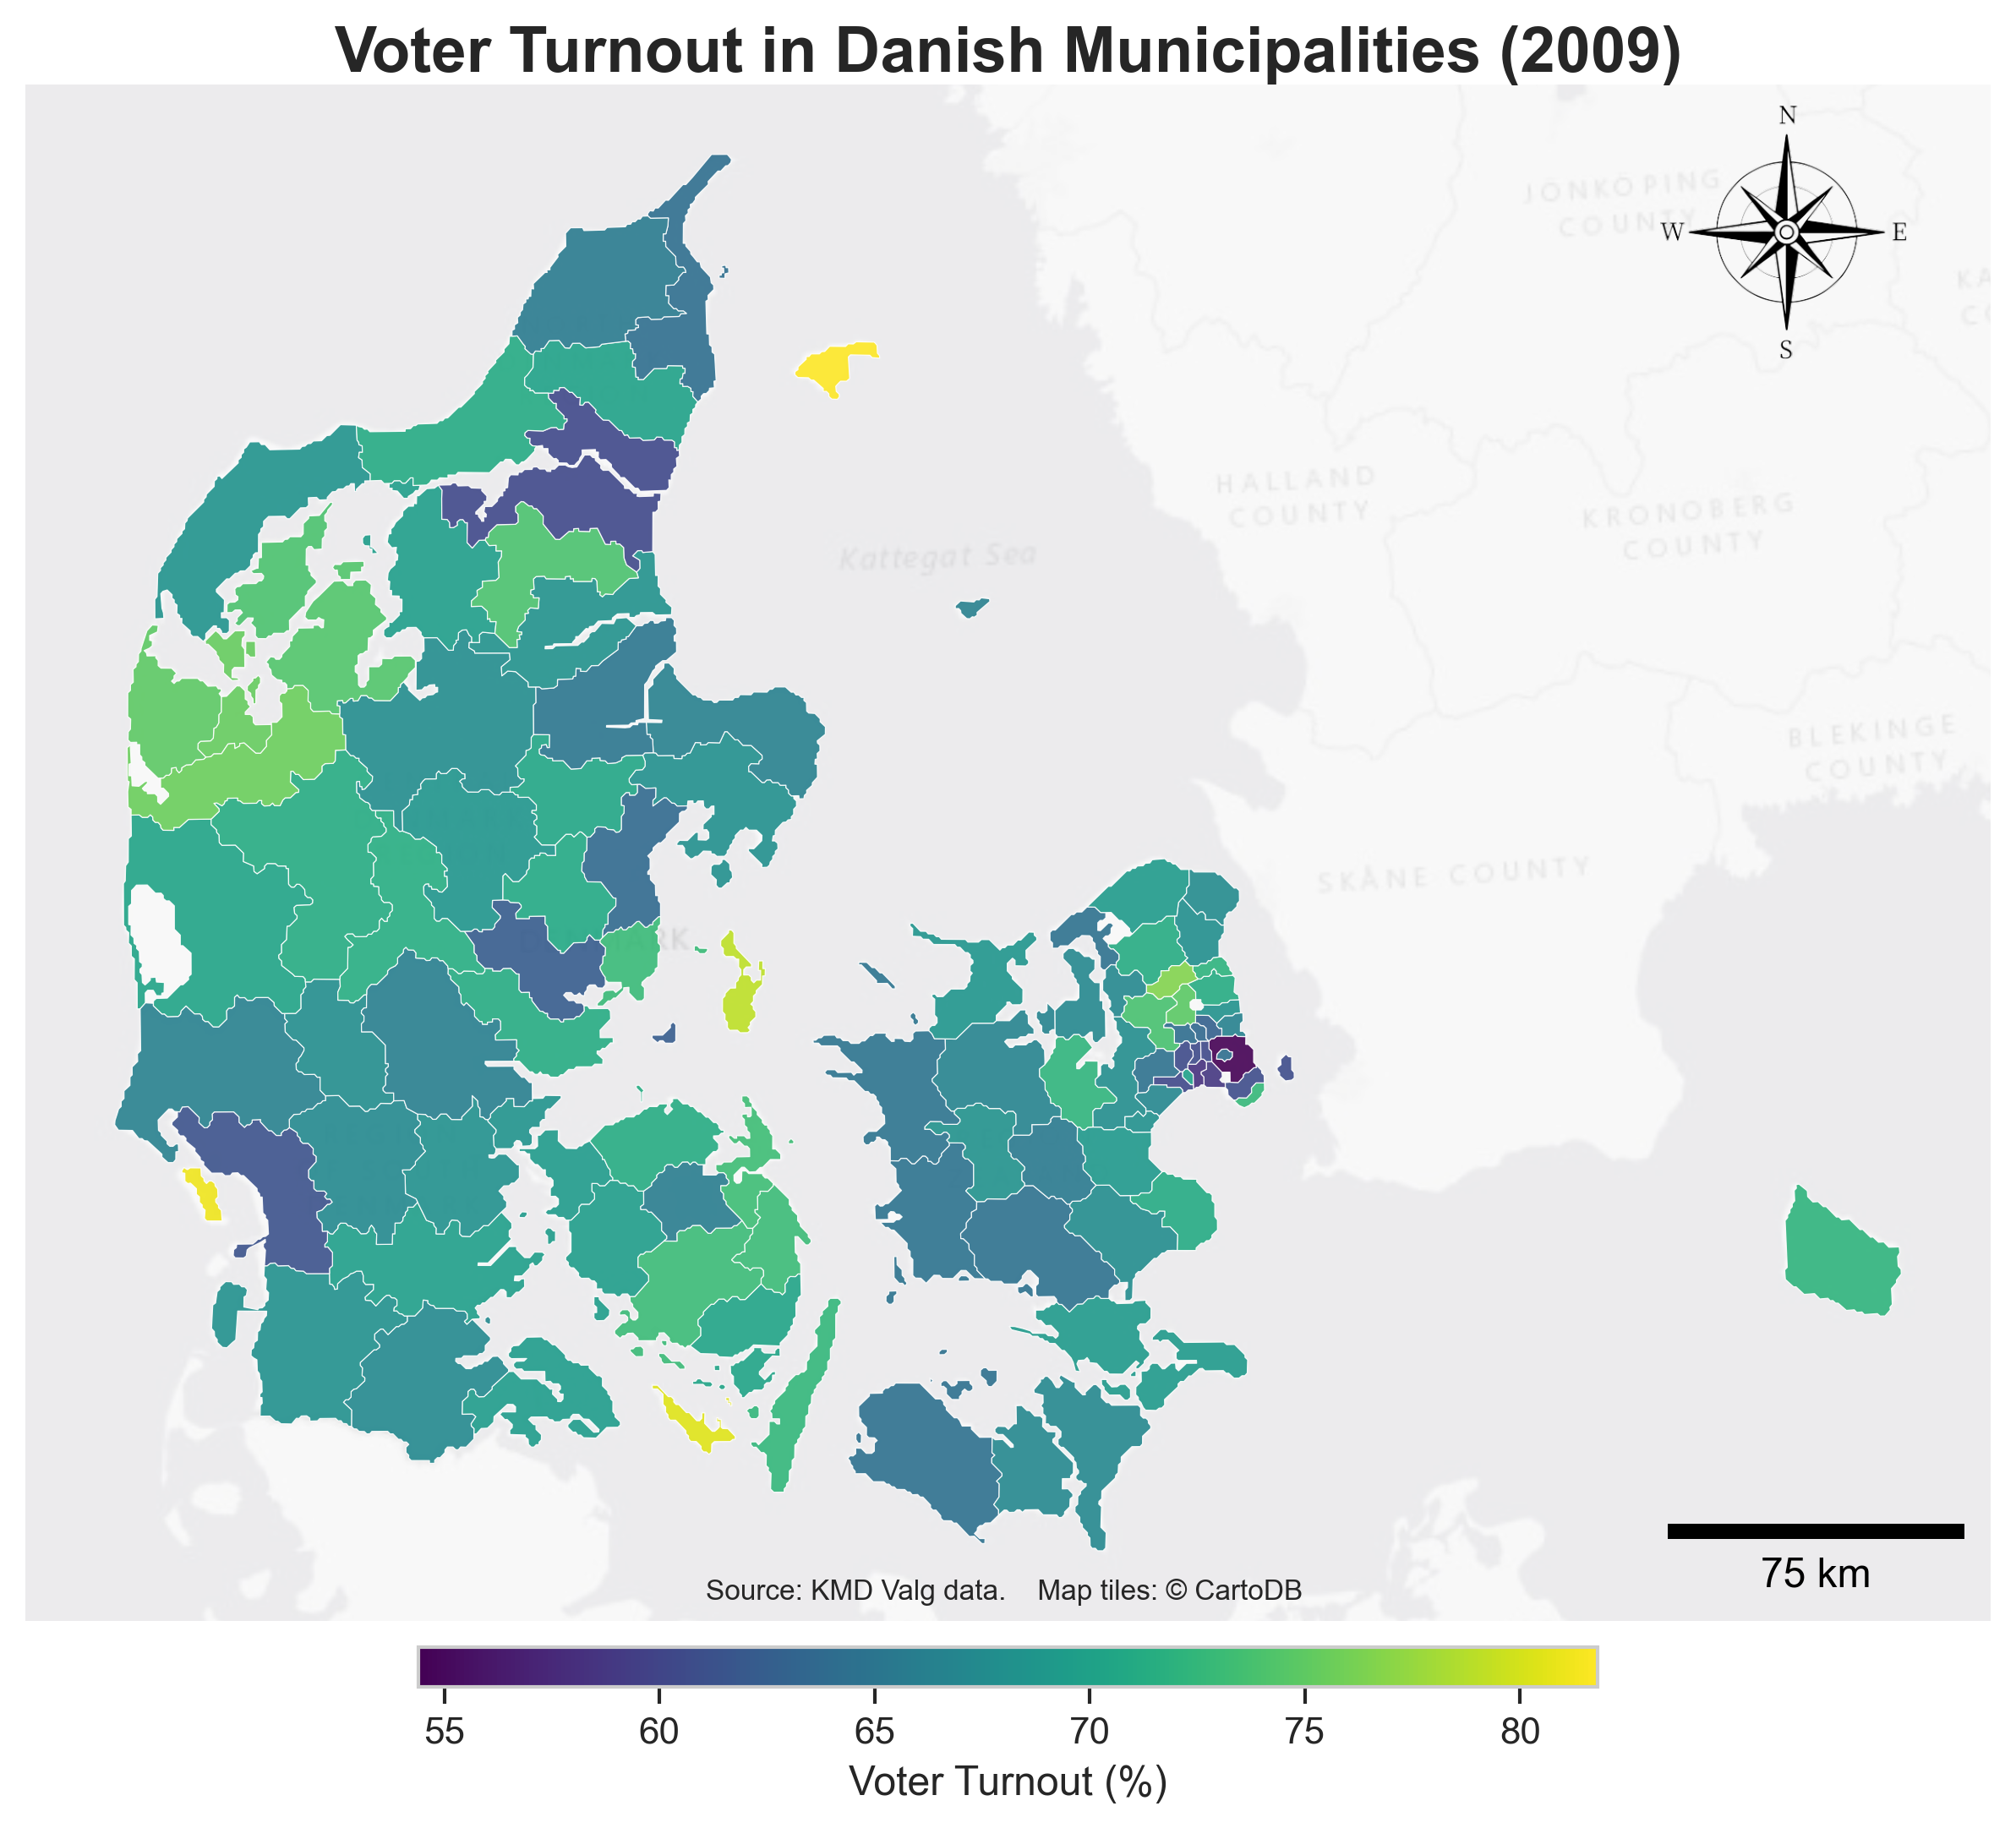 Voter Turnout in Danish Municipalities (2009)
N
W
E
S
JÖNKÖPING
COUNTY
HALLAND
COUNTY
KRONOBERG
COUNTY
Kattegat Sea
BLEKINGE
COUNTY
SKÅNE COUNTY
75 km
Source: KMD Valg data. Map tiles: © CartoDB
55 60 65 70 75 80
Voter Turnout (%)